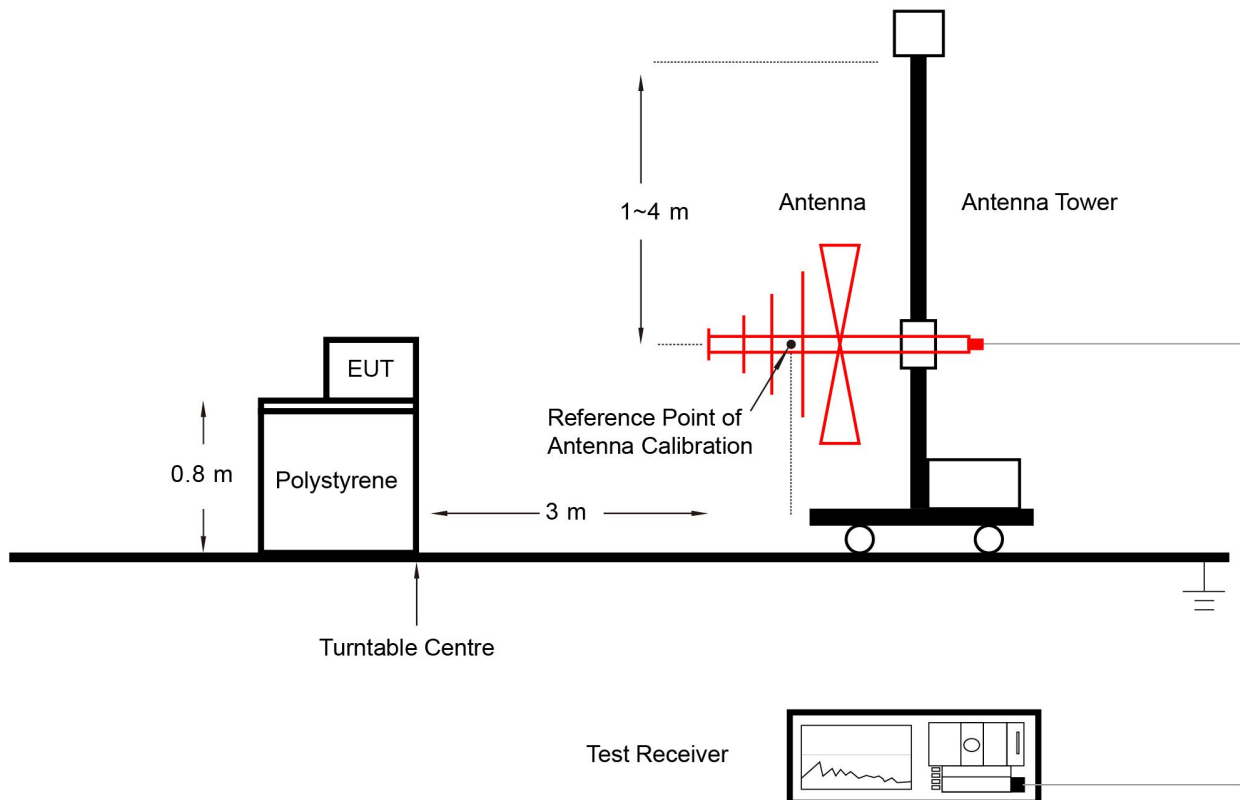 1~4 m
Antenna
Antenna Tower
EUT
Reference Point of
Antenna Calibration
0.8 m
Polystyrene
3 m
Turntable Centre
Test Receiver